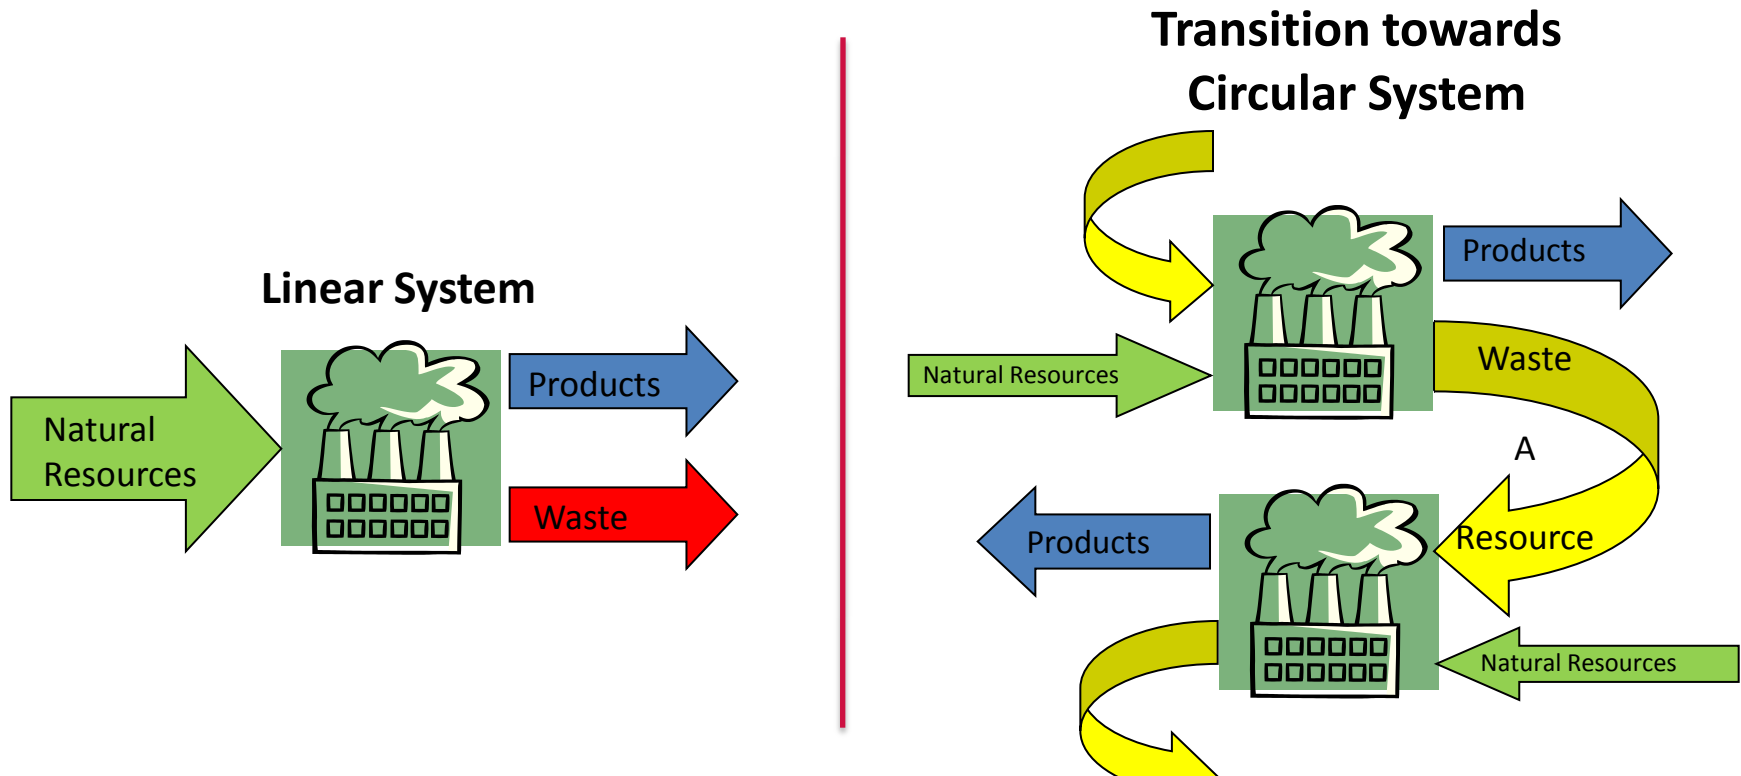 Linear System
Natural
Resources
Products
Waste
Transition towards
Circular System
Products
Natural Resources
Waste
A
Resource
Products
Natural Resources